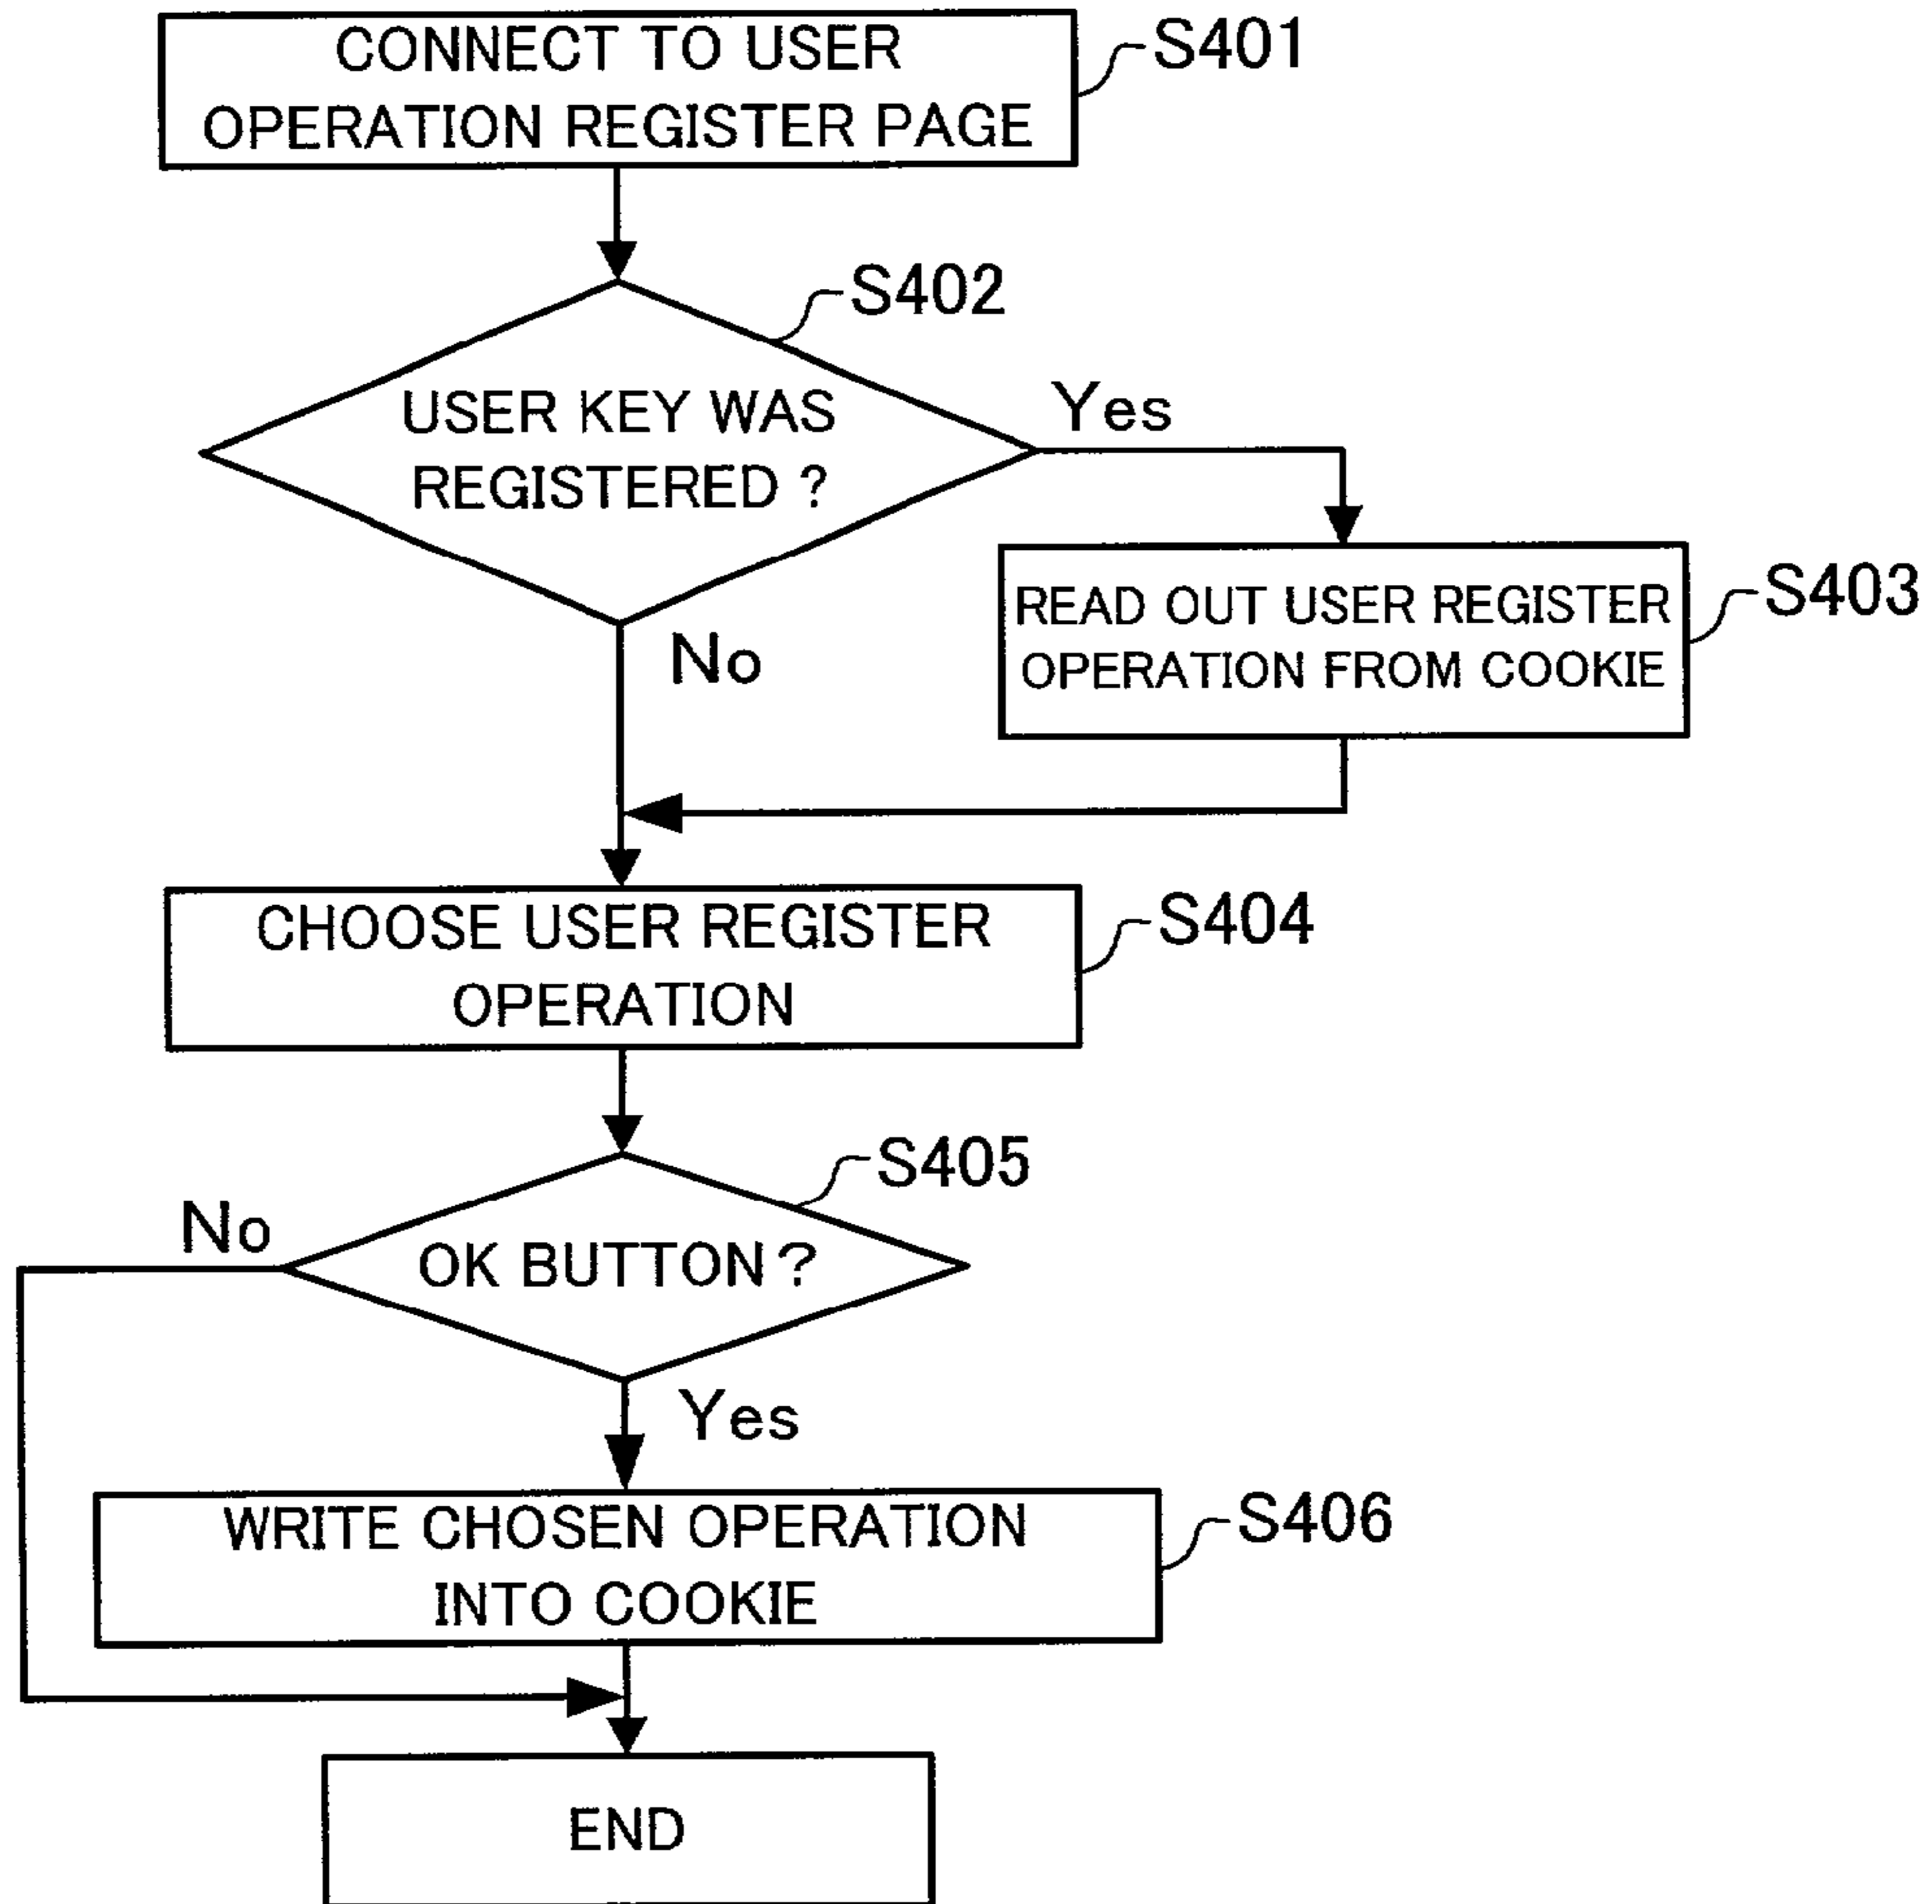 CONNECT TO USER
OPERATION REGISTER PAGE
S401
S402
USER KEY WAS
REGISTERED ?
Yes
No
READ OUT USER REGISTER
OPERATION FROM COOKIE
S403
CHOOSE USER REGISTER
OPERATION
S404
S405
No
OK BUTTON ?
Yes
WRITE CHOSEN OPERATION
INTO COOKIE
S406
END